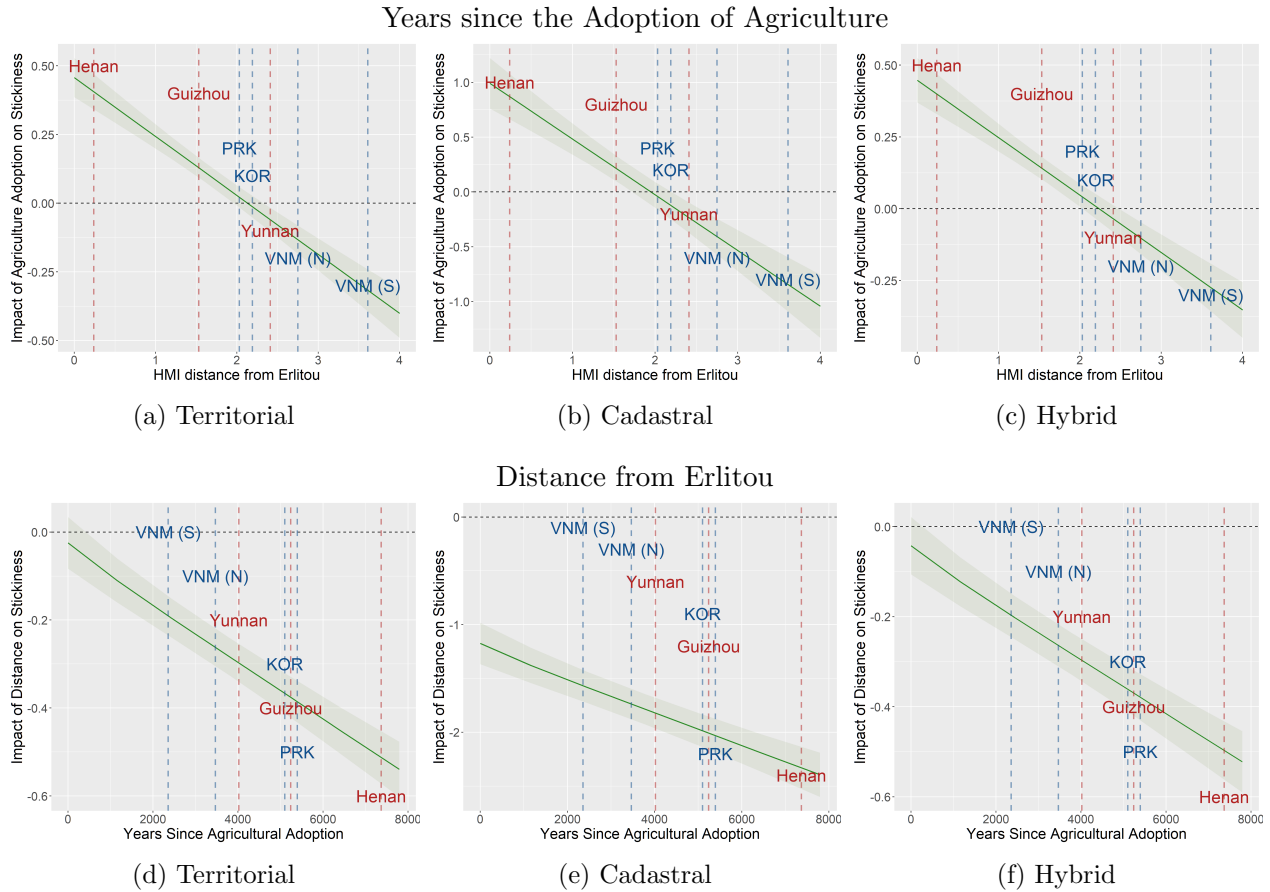 Years since the Adoption of Agriculture
Impact of Agriculture Adoption on Stickiness
0.50
0.25
0.00
-0.25
-0.50
Henan
Guizhou
PRK
KOR
Yunnan
VNM (N)
VNM (S)
0 1 2 3 4
HMI distance from Erlitou
(a) Territorial
Impact of Agriculture Adoption on Stickiness
1.0
0.5
0.0
-0.5
-1.0
Henan
Guizhou
PRK
KOR
Yunnan
VNM (N)
VNM (S)
0 1 2 3 4
HMI distance from Erlitou
(b) Cadastral
Impact of Agriculture Adoption on Stickiness
0.50
0.25
0.00
-0.25
Henan
Guizhou
PRK
KOR
Yunnan
VNM (N)
VNM (S)
0 1 2 3 4
HMI distance from Erlitou
(c) Hybrid
Distance from Erlitou
Impact of Distance on Stickiness
0.0
-0.2
-0.4
-0.6
VNM (S)
VNM (N)
Yunnan
KOR
Guizhou
PRK
Henan
0 2000 4000 6000 8000
Years Since Agricultural Adoption
(d) Territorial
Impact of Distance on Stickiness
0
-1
-2
VNM (S)
VNM (N)
Yunnan
KOR
Guizhou
PRK
Henan
0 2000 4000 6000 8000
Years Since Agricultural Adoption
(e) Cadastral
Impact of Distance on Stickiness
0.0
-0.2
-0.4
-0.6
VNM (S)
VNM (N)
Yunnan
KOR
Guizhou
PRK
Henan
0 2000 4000 6000 8000
Years Since Agricultural Adoption
(f) Hybrid